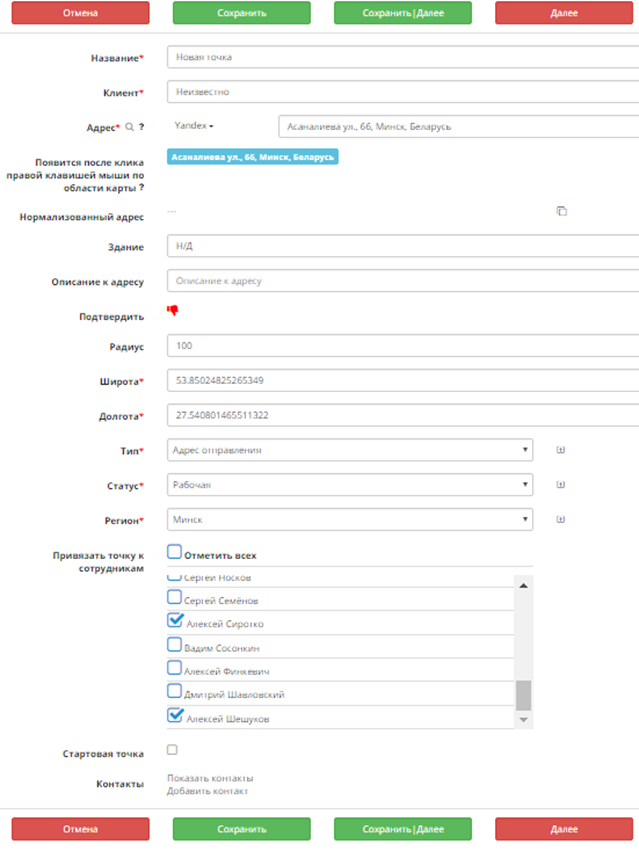 Отмена Сохранить Сохранить|Далее Далее
Название* Новая точка
Клиент* Неизвестно
Адрес* ? Yandex Асаналиева ул., 66, Минск, Беларусь
Появится после клика
правой клавишей мыши по
области карты ?
Асаналиева ул., 66, Минск, Беларусь
Нормализованный адрес ...
Здание Н/Д
Описание к адресу Описание к адресу
Подтвердить
Радиус 100
Широта* 53.85024825265349
Долгота* 27.540801465511322
Тип* Адрес отправления
Статус* Рабочая
Регион* Минск
Привязать точку к
сотрудникам
Отметить всех
Сергей Носков
Сергей Семёнов
Алексей Сиротко
Вадим Сосонкин
Алексей Финкевич
Дмитрий Шавловский
Алексей Шешуков
Стартовая точка
Контакты
Показать контакты
Добавить контакт
Отмена Сохранить Сохранить|Далее Далее